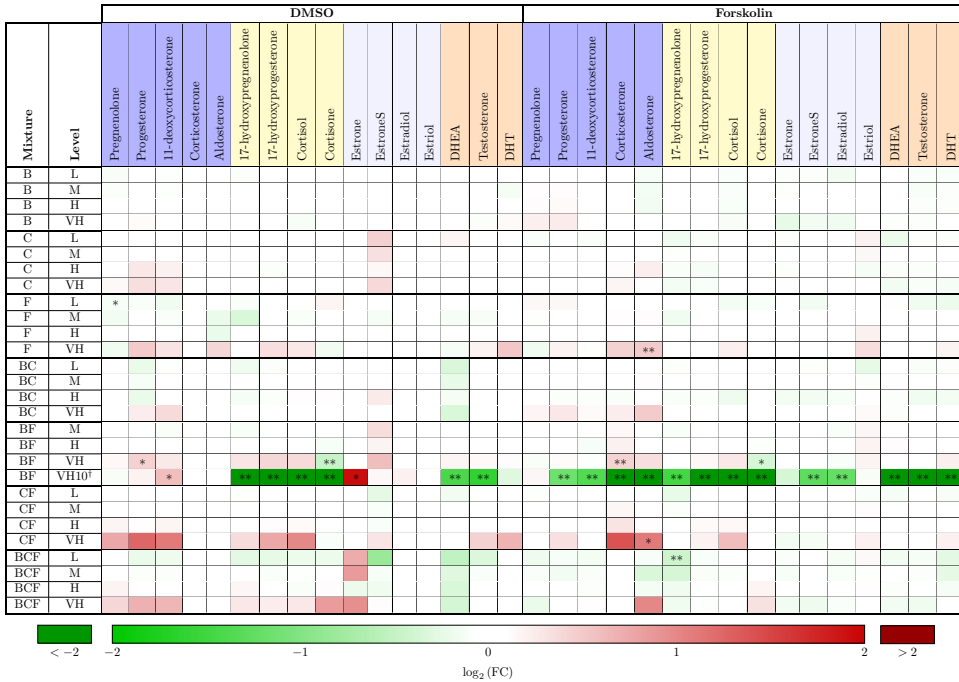 DMSO Forskolin
Mixture Level Pregnenolone Progesterone 11-deoxycorticosterone Corticosterone Aldosterone 17-hydroxypregnenolone 17-hydroxyprogesterone Cortisol Cortisone Estrone EstroneS Estradiol Estriol DHEA Testosterone DHT Pregnenolone Progesterone 11-deoxycorticosterone Corticosterone Aldosterone 17-hydroxypregnenolone 17-hydroxyprogesterone Cortisol Cortisone Estrone EstroneS Estradiol Estriol DHEA Testosterone DHT
B L
B M
B H
B VH
C L
C M
C H
C VH
F L *
F M
F H
F VH **
BC L
BC M
BC H
BC VH
BF M
BF H
BF VH * ** ** *
BF VH10† * ** ** ** ** * ** ** ** ** ** ** ** ** ** ** ** ** ** ** **
CF L
CF M
CF H
CF VH *
BCF L **
BCF M
BCF H
BCF VH
< −2 −2 −1 0 1 2 > 2
log₂ (FC)